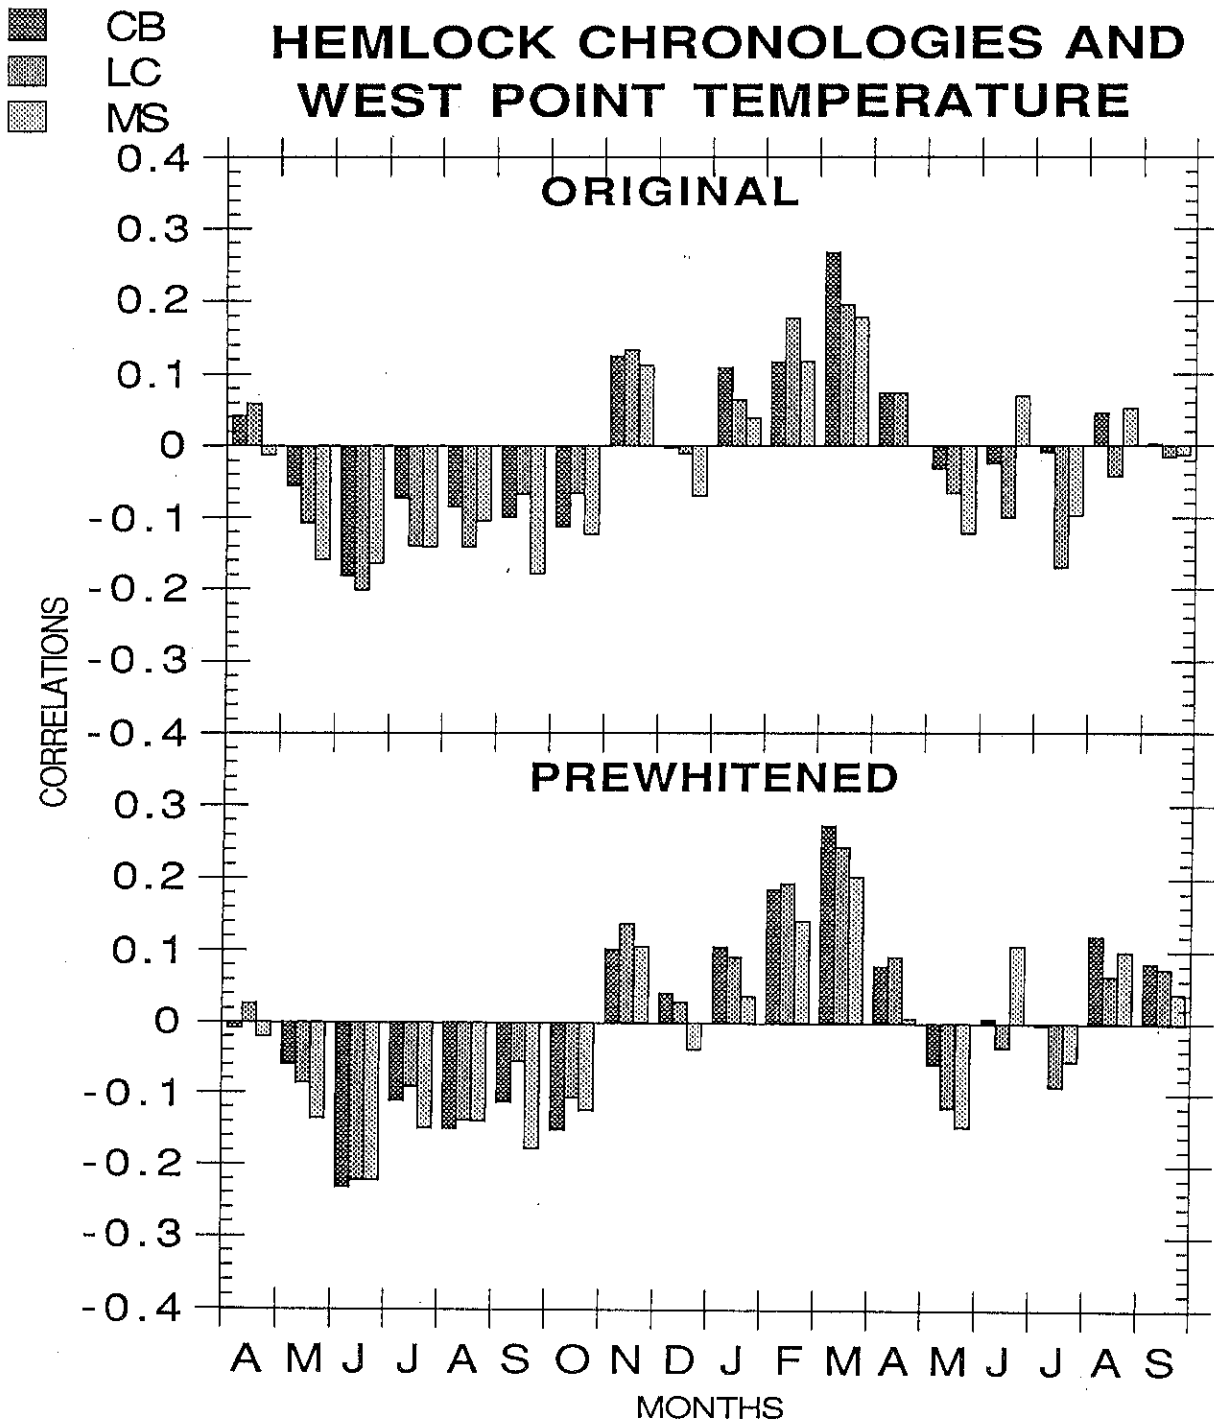 CB
LC
MS
HEMLOCK CHRONOLOGIES AND
WEST POINT TEMPERATURE
ORIGINAL
0.4
0.3
0.2
0.1
0
-0.1
-0.2
-0.3
-0.4
CORRELATIONS
PREWHITENED
0.3
0.2
0.1
0
-0.1
-0.2
-0.3
-0.4
A M J J A S O N D J F M A M J J A S
MONTHS